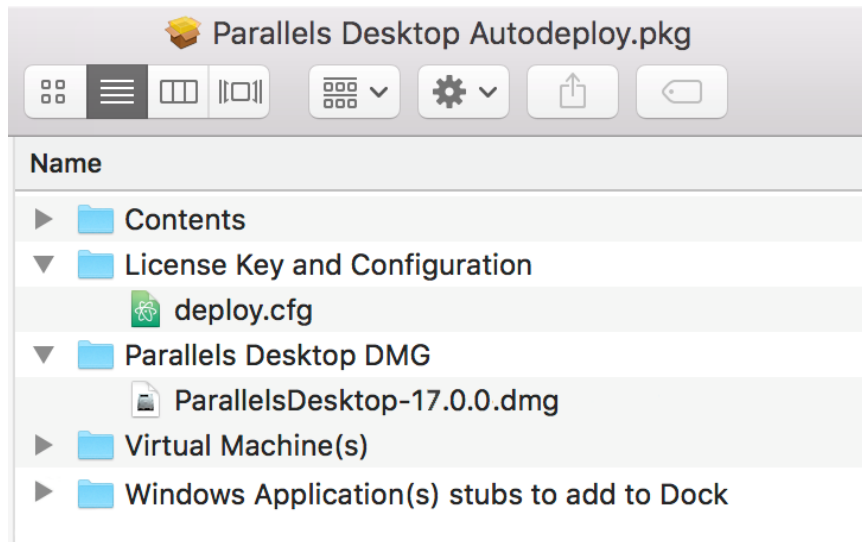 Parallels Desktop Autodeploy.pkg
Name
Contents
License Key and Configuration
deploy.cfg
Parallels Desktop DMG
ParallelsDesktop-17.0.0.dmg
Virtual Machine(s)
Windows Application(s) stubs to add to Dock